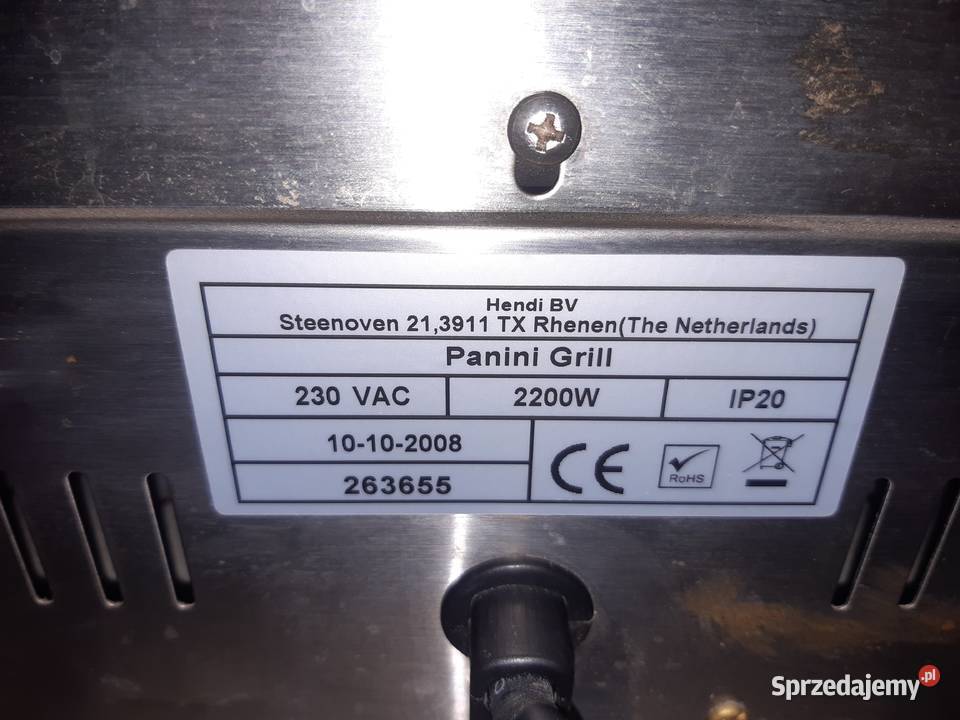 Hendi BV
Steenoven 21,3911 TX Rhenen(The Netherlands)
Panini Grill
230 VAC 2200W IP20
10-10-2008
263655
CE
RoHS
Sprzedajemy.pl